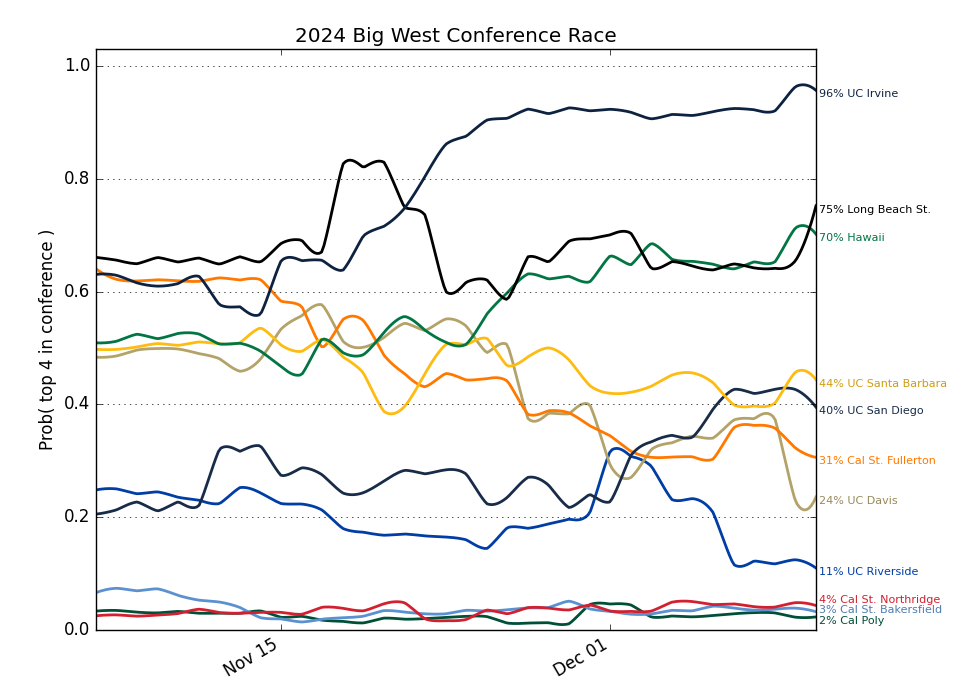 2024 Big West Conference Race
Prob( top 4 in conference )
1.0
0.8
0.6
0.4
0.2
0.0
Nov 15
Dec 01
96% UC Irvine
75% Long Beach St.
70% Hawaii
44% UC Santa Barbara
40% UC San Diego
31% Cal St. Fullerton
24% UC Davis
11% UC Riverside
4% Cal St. Northridge
3% Cal St. Bakersfield
2% Cal Poly